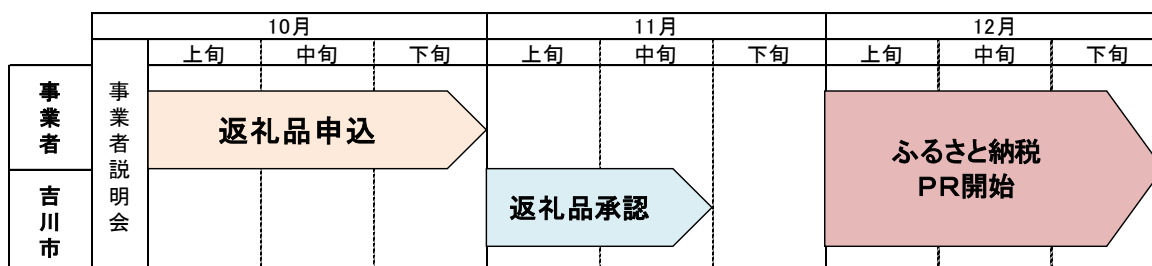 10月
11月
12月
上旬
中旬
下旬
上旬
中旬
下旬
上旬
中旬
下旬
事業者
事業者説明会
返礼品申込
ふるさと納税
PR開始
吉川市
返礼品承認